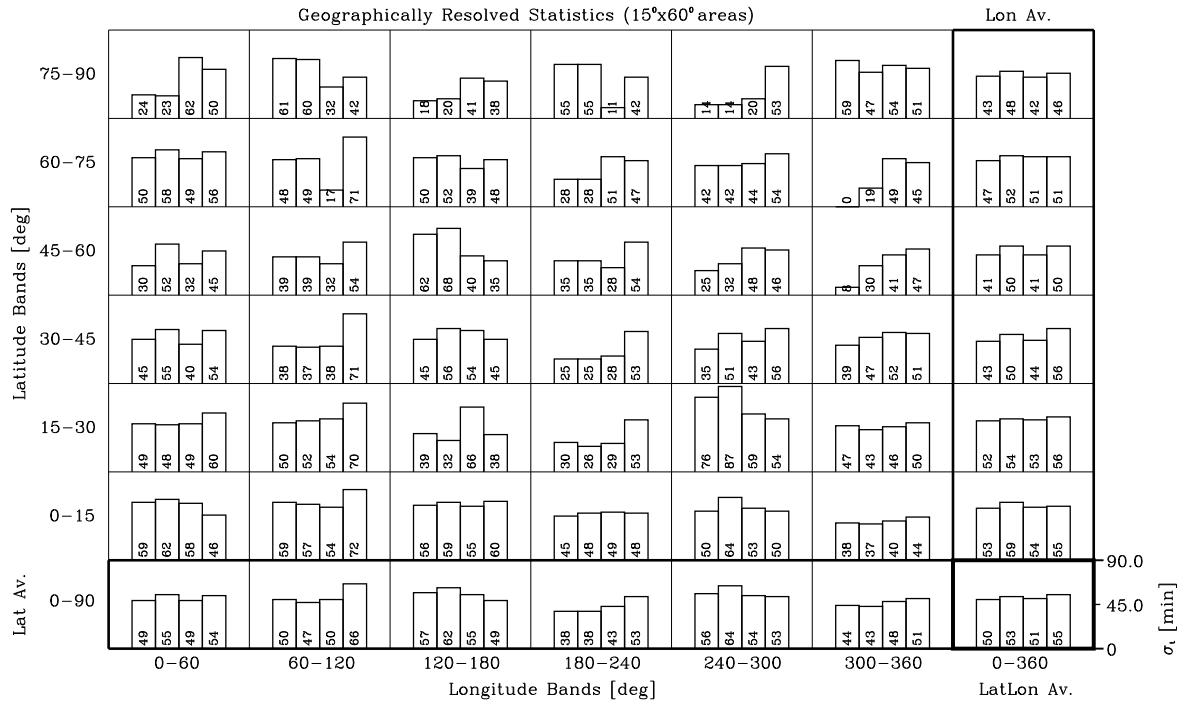 Geographically Resolved Statistics (15°x60° areas) Lon Av.
75-90 24 23 62 50 61 60 32 42 18 20 41 38 55 55 11 42 14 14 20 53 59 47 54 51 43 48 42 46
60-75 50 58 49 56 48 49 17 71 50 52 39 48 28 28 51 47 42 42 44 54 0 19 49 45 47 52 51 51
45-60 30 52 32 45 39 39 32 54 62 68 40 35 35 35 28 54 25 32 48 46 8 30 41 47 41 50 41 50
30-45 45 55 40 54 38 37 38 71 45 56 54 45 25 25 28 53 35 51 43 56 39 47 52 51 43 50 44 56
15-30 49 48 49 60 50 52 54 70 39 32 66 38 30 26 29 53 76 87 59 54 47 43 46 50 52 54 53 56
0-15 59 62 58 46 59 57 54 72 56 59 55 60 45 48 49 48 50 64 53 50 38 37 40 44 53 59 54 55
0-90 49 55 49 54 50 47 50 66 57 62 55 49 38 38 43 53 56 64 54 53 44 43 48 51 50 53 51 55
Latitude Bands [deg]
Lat Av.
90.0
45.0
0
σι [min]
0-60 60-120 120-180 180-240 240-300 300-360 0-360
Longitude Bands [deg] LatLon Av.